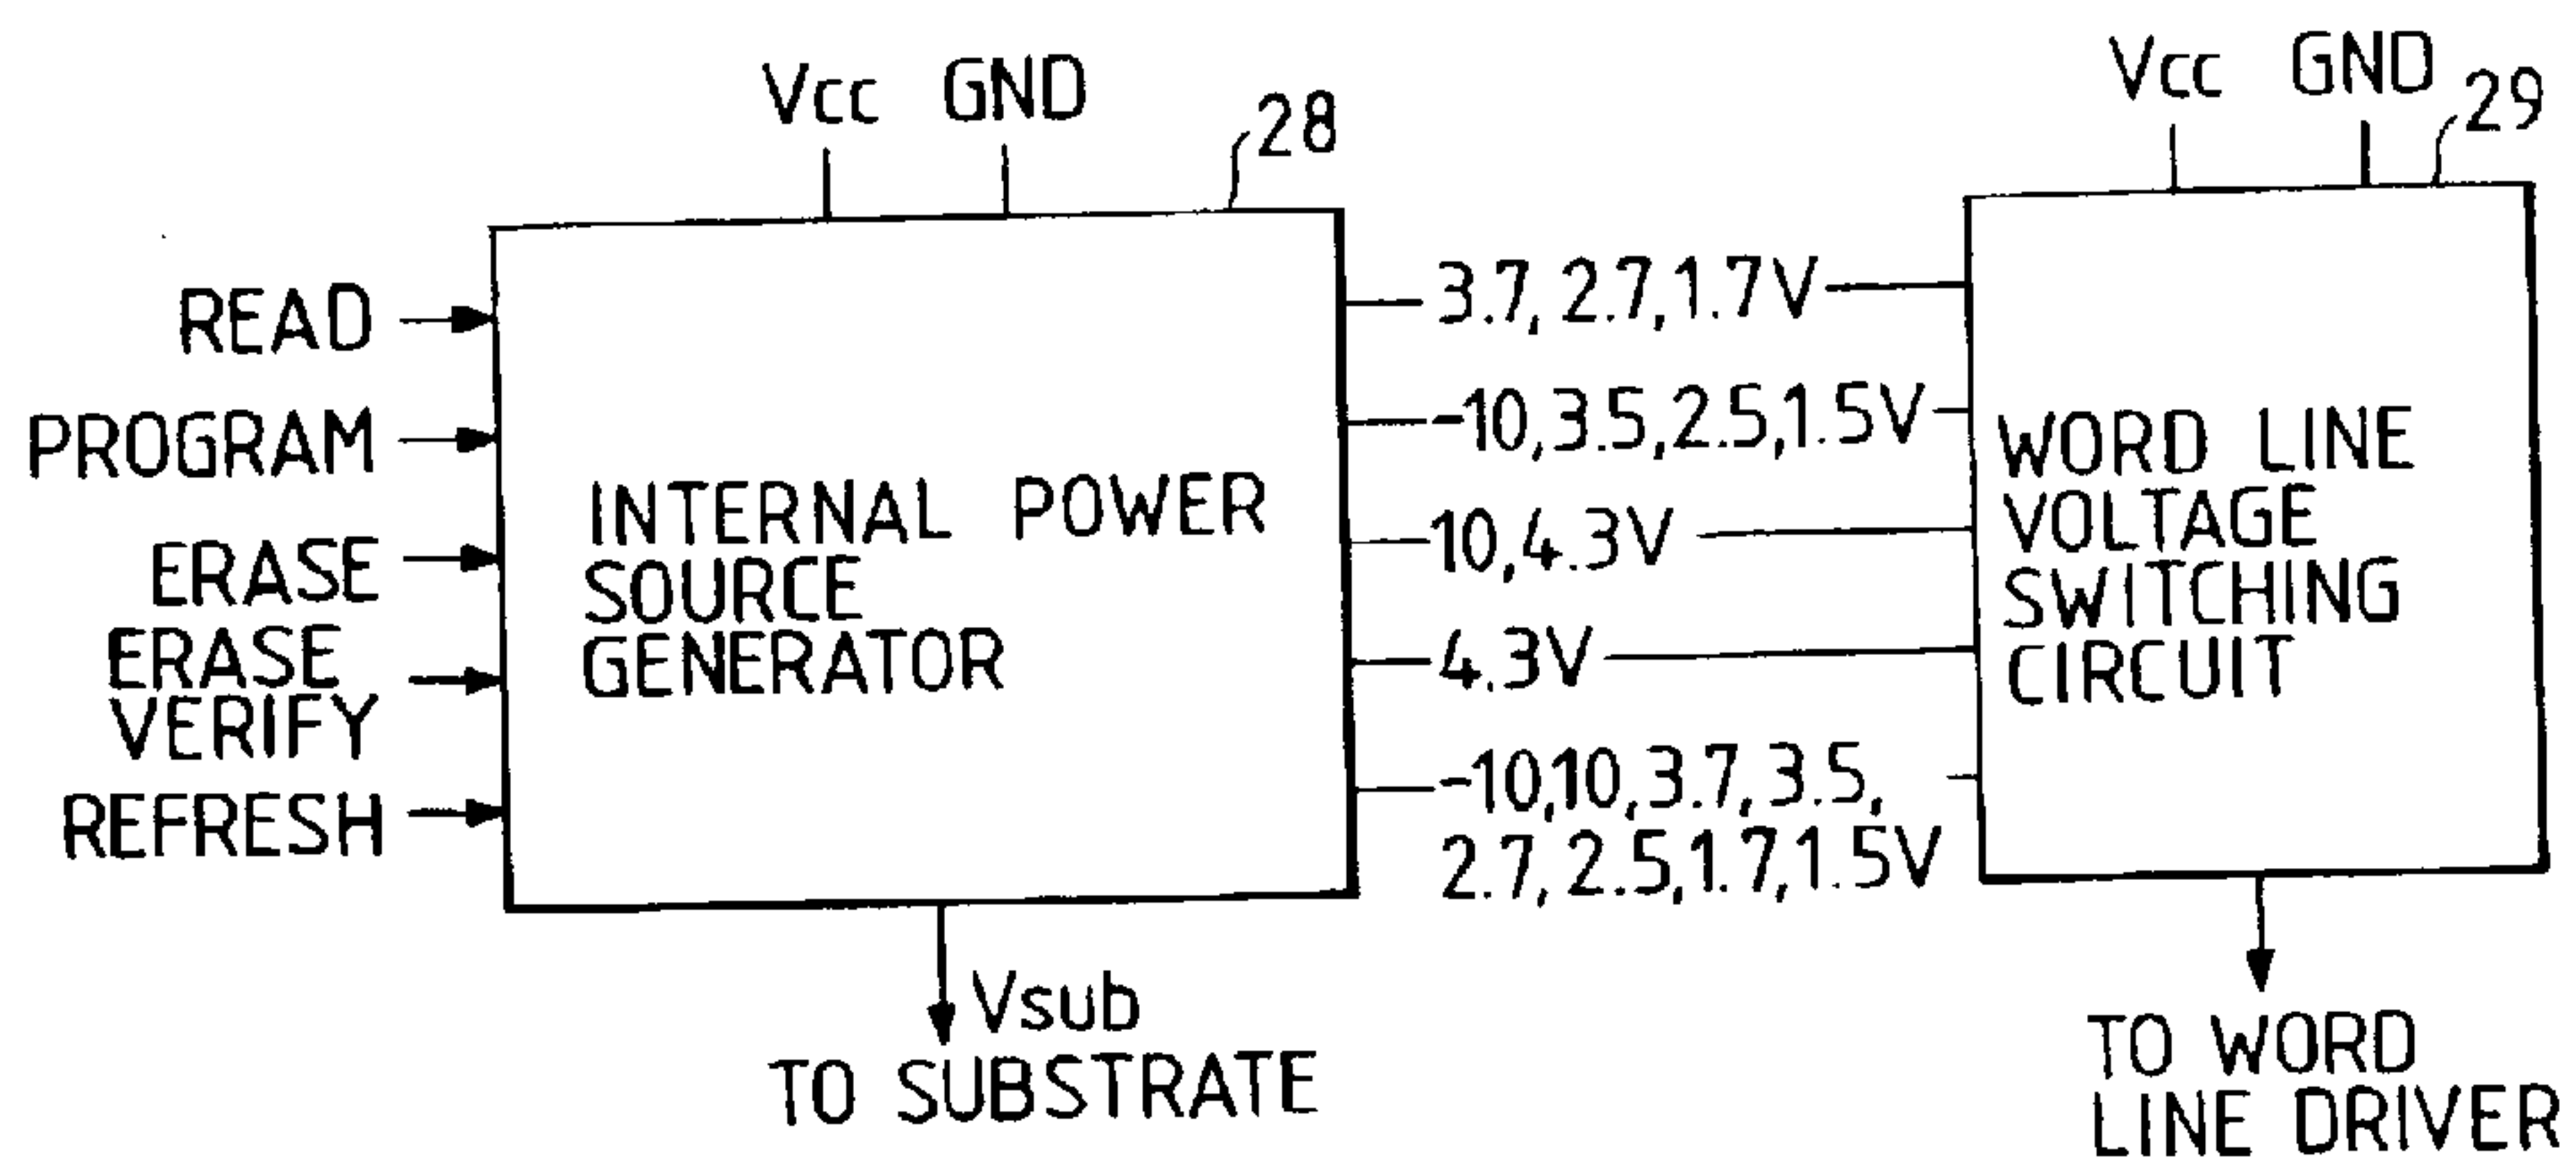 Vcc GND 28
Vcc GND 29
READ
PROGRAM
ERASE
ERASE
VERIFY
REFRESH
INTERNAL POWER
SOURCE
GENERATOR
3.7, 2.7, 1.7V
-10, 3.5, 2.5, 1.5V
10, 4.3V
4.3V
-10, 10, 3.7, 3.5,
2.7, 2.5, 1.7, 1.5V
WORD LINE
VOLTAGE
SWITCHING
CIRCUIT
Vsub
TO SUBSTRATE
TO WORD
LINE DRIVER